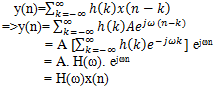 y(n)=∑_{k=−∞}^{∞} h(k)x(n − k)
=>y(n)=∑_{k=−∞}^{∞} h(k)Ae^{jω(n−k)}
= A [∑_{k=−∞}^{∞} h(k)e^{−jωk}] e^{jωn}
= A. H(ω). e^{jωn}
= H(ω)x(n)